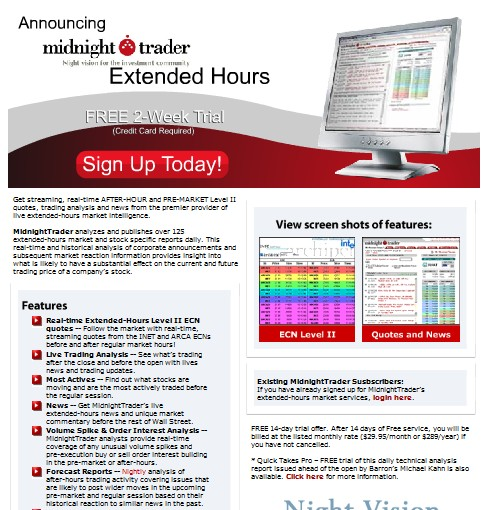 Announcing
midnight trader
Night vision for the investment community
Extended Hours
FREE 2-Week Trial
(Credit Card Required)
Sign Up Today!
Get streaming, real-time AFTER-HOUR and PRE-MARKET Level II
quotes, trading analysis and news from the premier provider of
live extended-hours market intelligence.
MidnightTrader analyzes and publishes over 125
extended-hours market and stock specific reports daily. This
real-time and historical analysis of corporate announcements and
subsequent market reaction information provides insight into
what is likely to have a substantial effect on the current and future
trading price of a company's stock.
Features
Real-time Extended-Hours Level II ECN
quotes -- Follow the market with real-time,
streaming quotes from the INET and ARCA ECNs
before and after regular market hours!
Live Trading Analysis -- See what's trading
after the close and before the open with lives
news and trading updates.
Most Actives -- Find out what stocks are
moving and are the most actively traded before
the regular session.
News -- Get MidnightTrader's live
extended-hours news and unique market
commentary before the rest of Wall Street.
Volume Spike & Order Interest Analysis --
MidnightTrader analysts provide real-time
coverage of any unusual volume spikes and
pre-execution buy or sell order interest building
in the pre-market or after-hours.
Forecast Reports -- Nightly analysis of
after-hours trading activity covering issues that
are likely to post wider moves in the upcoming
pre-market and regular session based on their
historical reaction to similar news in the past.
View screen shots of features:
ECN Level II
Quotes and News
Existing MidnightTrader Susbscribers:
If you have already signed up for MidnightTrader's
extended-hours market services, login here.
FREE 14-day trial offer. After 14 days of Free service, you will be
billed at the listed monthly rate ($29.95/month or $289/year) if
you have not cancelled.
* Quick Takes Pro – FREE trial of this daily technical analysis
report issued ahead of the open by Barron's Michael Kahn is also
available. Click here for more information.
Night Vision